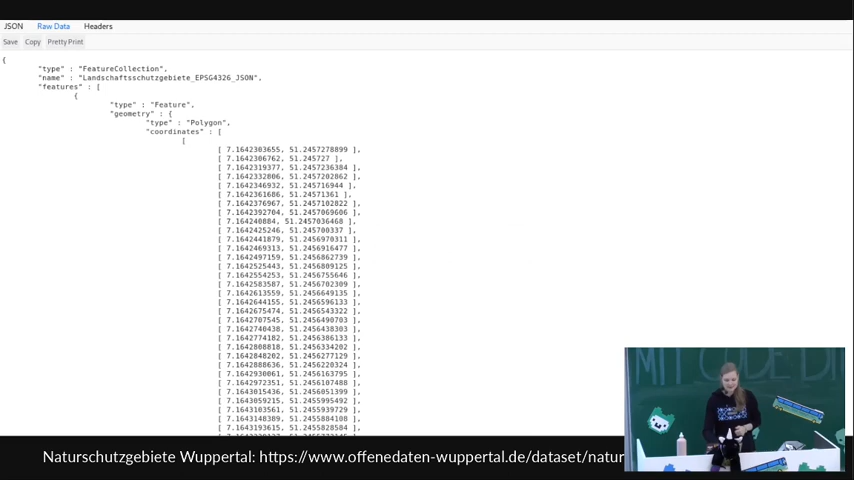 JSON Raw Data Headers
Save Copy Pretty Print
{
"type" : "FeatureCollection",
"name" : "Landschaftsschutzgebiete_EPSG4326_JSON",
"features" : [
{
"type" : "Feature",
"geometry" : {
"type" : "Polygon",
"coordinates" : [
[
[ 7.1642303655, 51.2457278899 ],
[ 7.1642306762, 51.245727 ],
[ 7.1642319377, 51.2457236384 ],
[ 7.1642332806, 51.2457202862 ],
[ 7.1642346932, 51.245716944 ],
[ 7.1642361686, 51.24571361 ],
[ 7.1642376967, 51.2457102822 ],
[ 7.1642392704, 51.2457069606 ],
[ 7.164240884, 51.2457036468 ],
[ 7.1642425246, 51.245700337 ],
[ 7.1642441879, 51.2456970311 ],
[ 7.1642469313, 51.2456916477 ],
[ 7.1642497159, 51.2456862739 ],
[ 7.1642525443, 51.2456809125 ],
[ 7.1642554253, 51.2456755646 ],
[ 7.1642583587, 51.2456702309 ],
[ 7.1642613559, 51.2456649135 ],
[ 7.1642644155, 51.2456596133 ],
[ 7.1642675474, 51.2456543322 ],
[ 7.1642707545, 51.2456490703 ],
[ 7.1642740438, 51.2456438303 ],
[ 7.1642774182, 51.2456386133 ],
[ 7.1642808818, 51.2456334202 ],
[ 7.1642848202, 51.2456277129 ],
[ 7.1642888636, 51.2456220324 ],
[ 7.1642930061, 51.2456163795 ],
[ 7.1642972351, 51.2456107488 ],
[ 7.1643015436, 51.2456051399 ],
[ 7.1643059215, 51.2455995492 ],
[ 7.1643103561, 51.2455939729 ],
[ 7.1643148389, 51.2455884100 ],
[ 7.1643193615, 51.2455828584 ],
MIT CODE DI
Naturschutzgebiete Wuppertal: https://www.offenedaten-wuppertal.de/dataset/natur